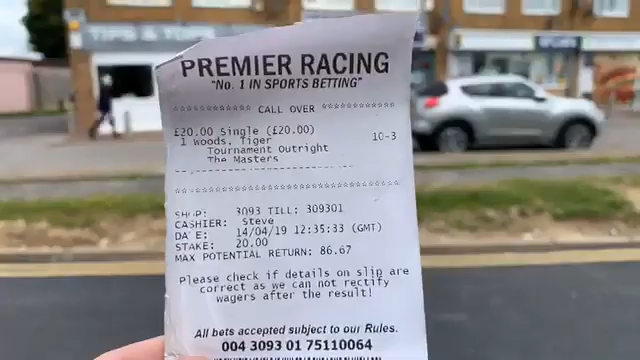 TIPS & TOES
PREMIER RACING
"No. 1 IN SPORTS BETTING"
************ CALL OVER ************
£20.00 Single (£20.00)
1 Woods, Tiger 10-3
Tournament Outright
The Masters
SHOP: 3093 TILL: 309301
CASHIER: Steve
DATE: 14/04/19 12:35:33 (GMT)
STAKE: 20.00
MAX POTENTIAL RETURN: 86.67
Please check if details on slip are
correct as we can not rectify
wagers after the result!
All bets accepted subject to our Rules.
004 3093 01 75110064